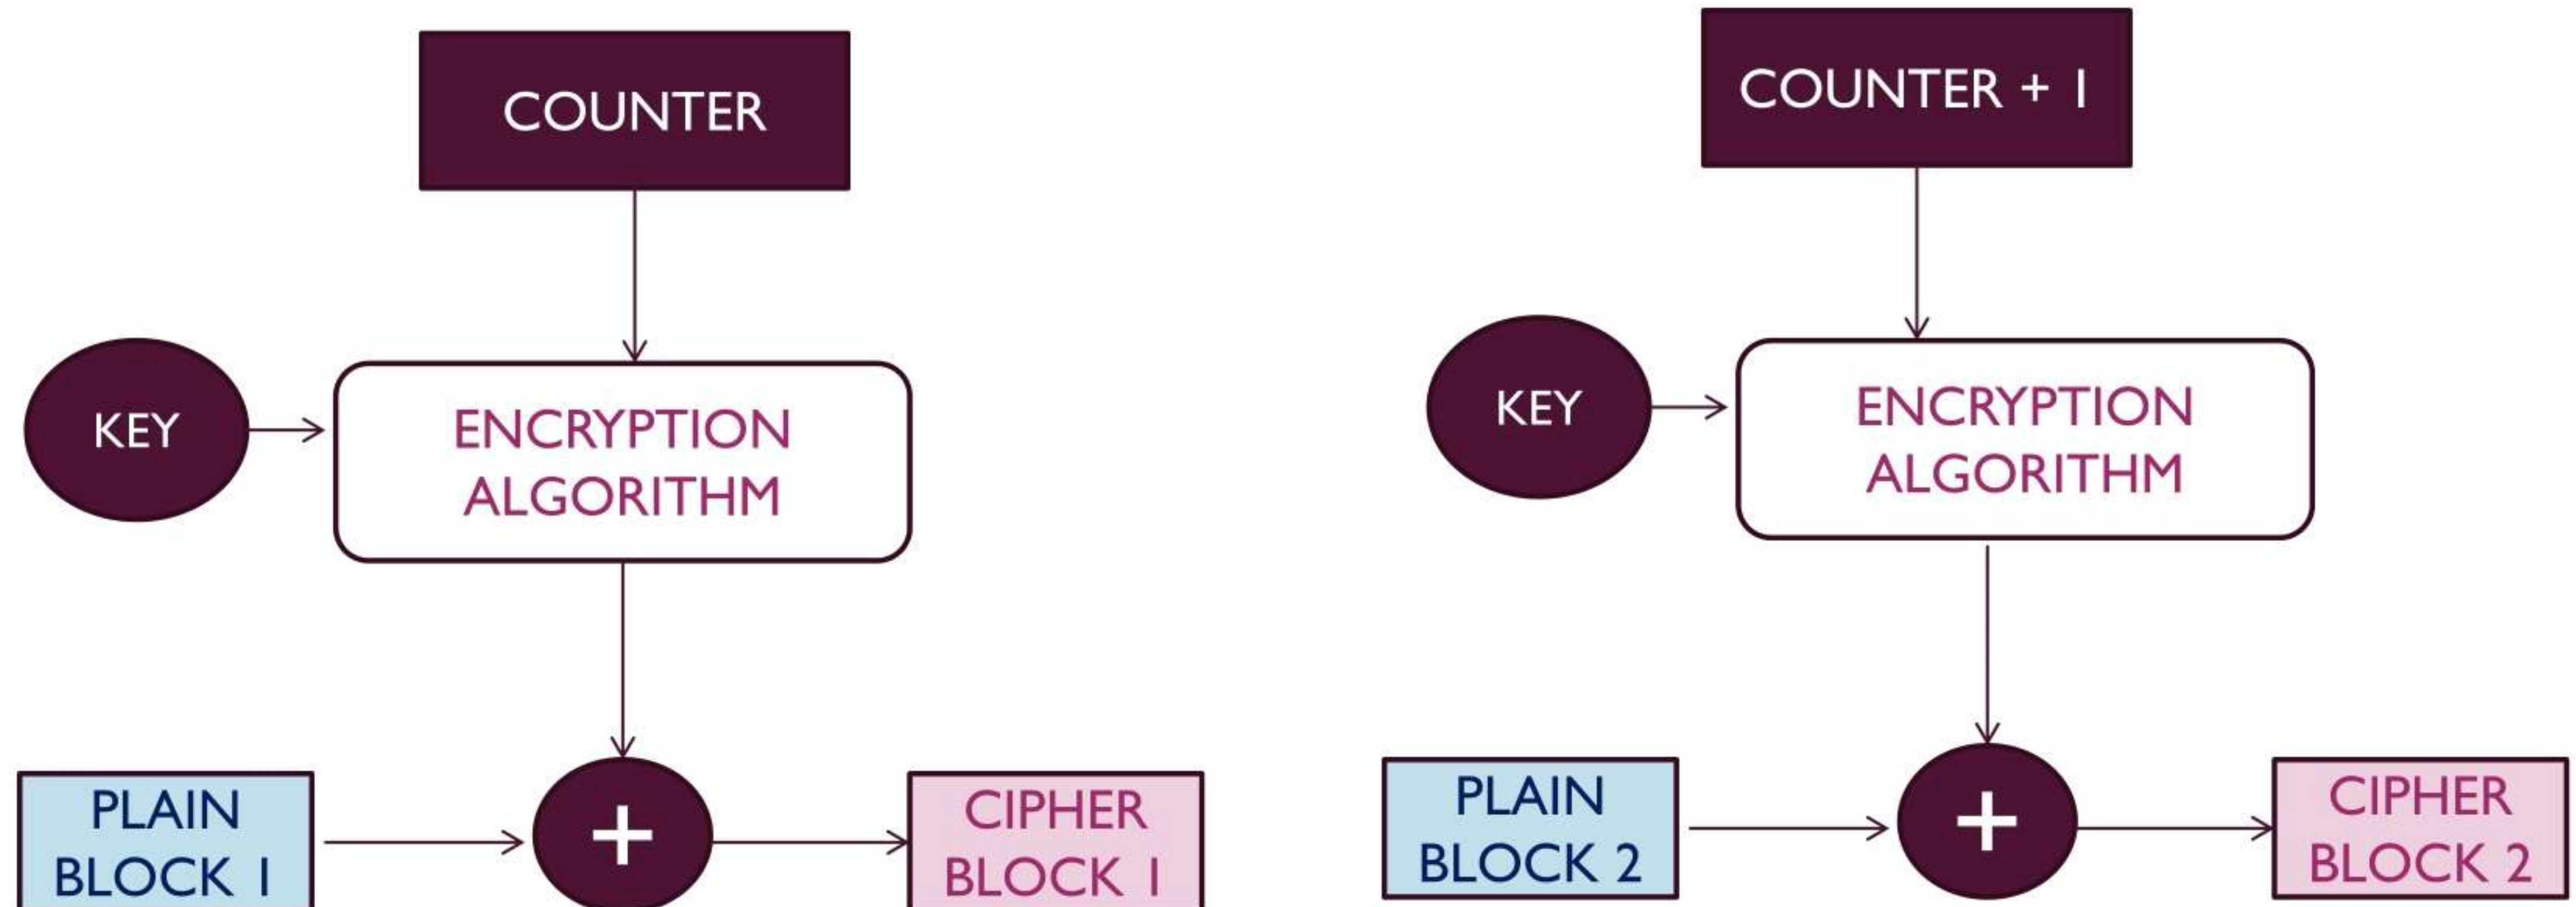 COUNTER
KEY
ENCRYPTION
ALGORITHM
PLAIN
BLOCK 1
+
CIPHER
BLOCK 1
COUNTER + 1
KEY
ENCRYPTION
ALGORITHM
PLAIN
BLOCK 2
+
CIPHER
BLOCK 2